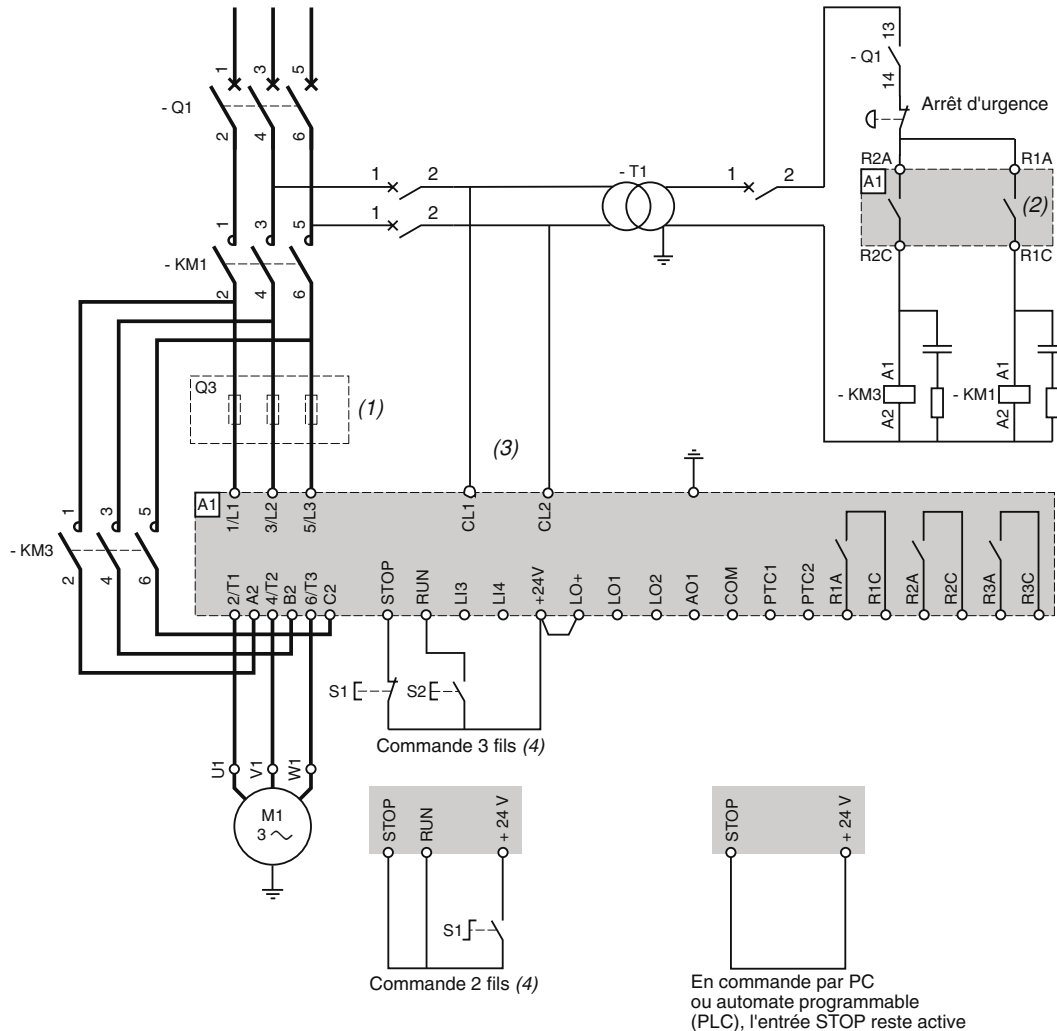 1 3 5
- Q1
2 4 6
13
- Q1
14
Arrêt d'urgence
1 2
- T1
1 2
1 2
R2A R1A
A1
(2)
R2C R1C
1 3 5
- KM1
2 4 6
Q3
(1)
A1 A1
- KM3 - KM1
A2 A2
(3)
A1
1/L1 3/L2 5/L3 CL1 CL2
1 3 5
- KM3
2 4 6
2/T1 A2 4/T2 B2 6/T3 C2 STOP RUN LI3 LI4 +24V LO+ LO1 LO2 AO1 COM PTC1 PTC2 R1A R1C R2A R2C R3A R3C
S1 S2
Commande 3 fils (4)
U1 V1 W1
M1
3
STOP RUN + 24 V
S1
Commande 2 fils (4)
STOP + 24 V
En commande par PC
ou automate programmable
(PLC), l'entrée STOP reste active